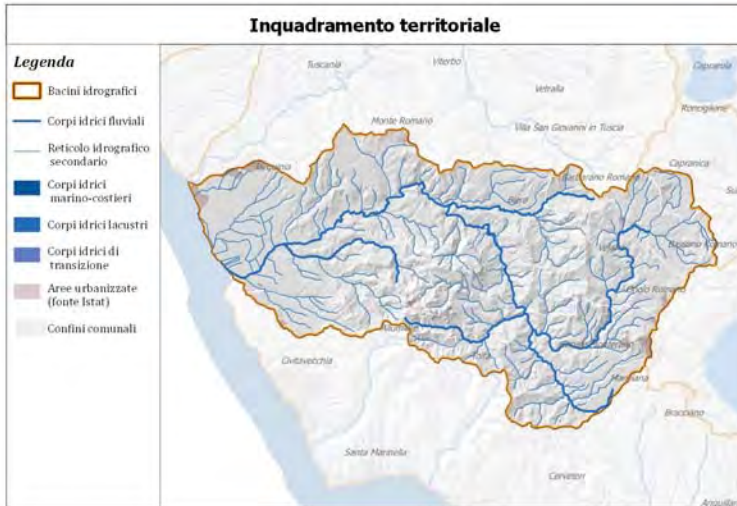 Inquadramento territoriale
Legenda
Bacini idrografici
Corpi idrici fluviali
Reticolo idrografico
secondario
Corpi idrici
marino-costieri
Corpi idrici lacustri
Corpi idrici di
transizione
Aree urbanizzate
(fonte Istat)
Confini comunali
Tuscania
Viterbo
Vetralla
Caprarola
Ronciglione
Monte Romano
Villa San Giovanni in Tuscia
Capranica
Barbarano Romano
Blera
Bassano Romano
Civitavecchia
Tolfa
Manziana
Bracciano
Santa Marinella
Cerveteri